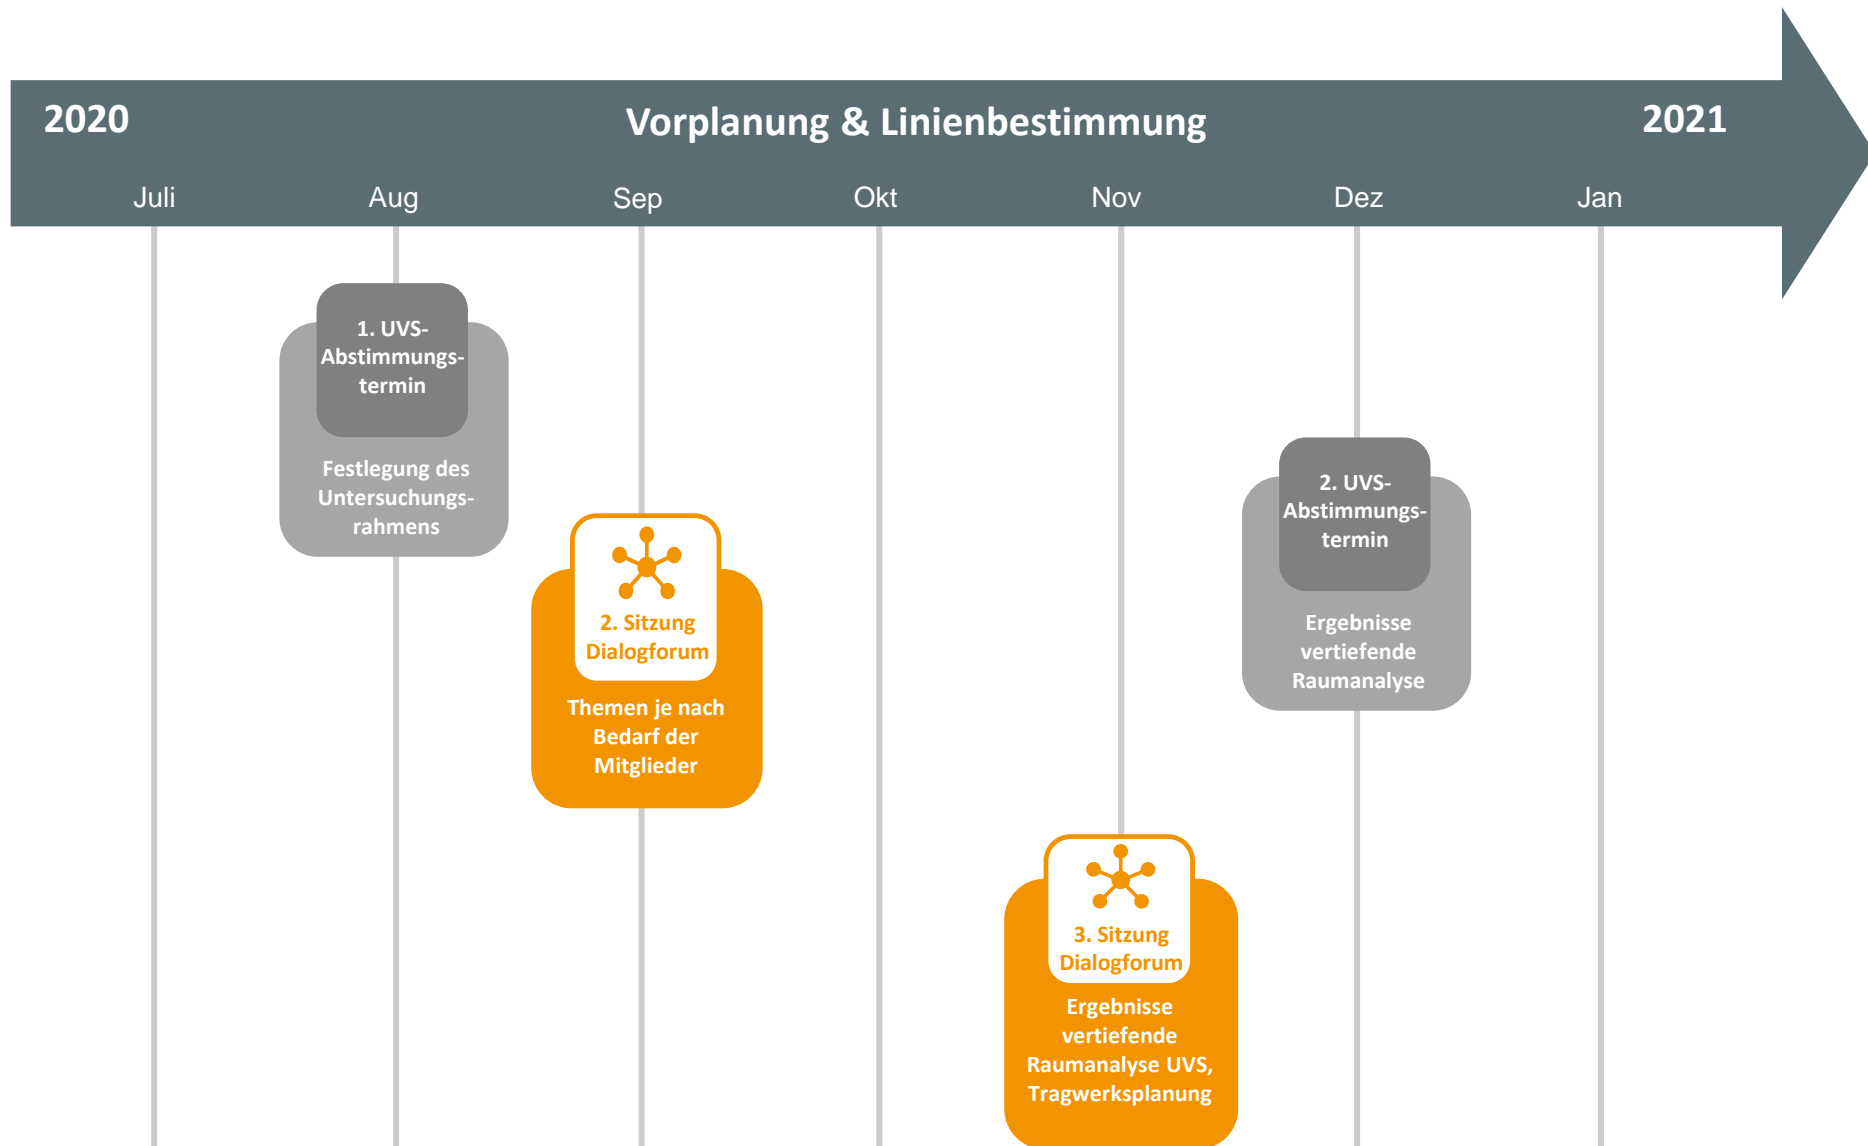 2020
Vorplanung & Linienbestimmung
2021
Juli
Aug
Sep
Okt
Nov
Dez
Jan
1. UVS-
Abstimmungs-
termin
Festlegung des
Untersuchungs-
rahmens
2. Sitzung
Dialogforum
Themen je nach
Bedarf der
Mitglieder
3. Sitzung
Dialogforum
Ergebnisse
vertiefende
Raumanalyse UVS,
Tragwerksplanung
2. UVS-
Abstimmungs-
termin
Ergebnisse
vertiefende
Raumanalyse